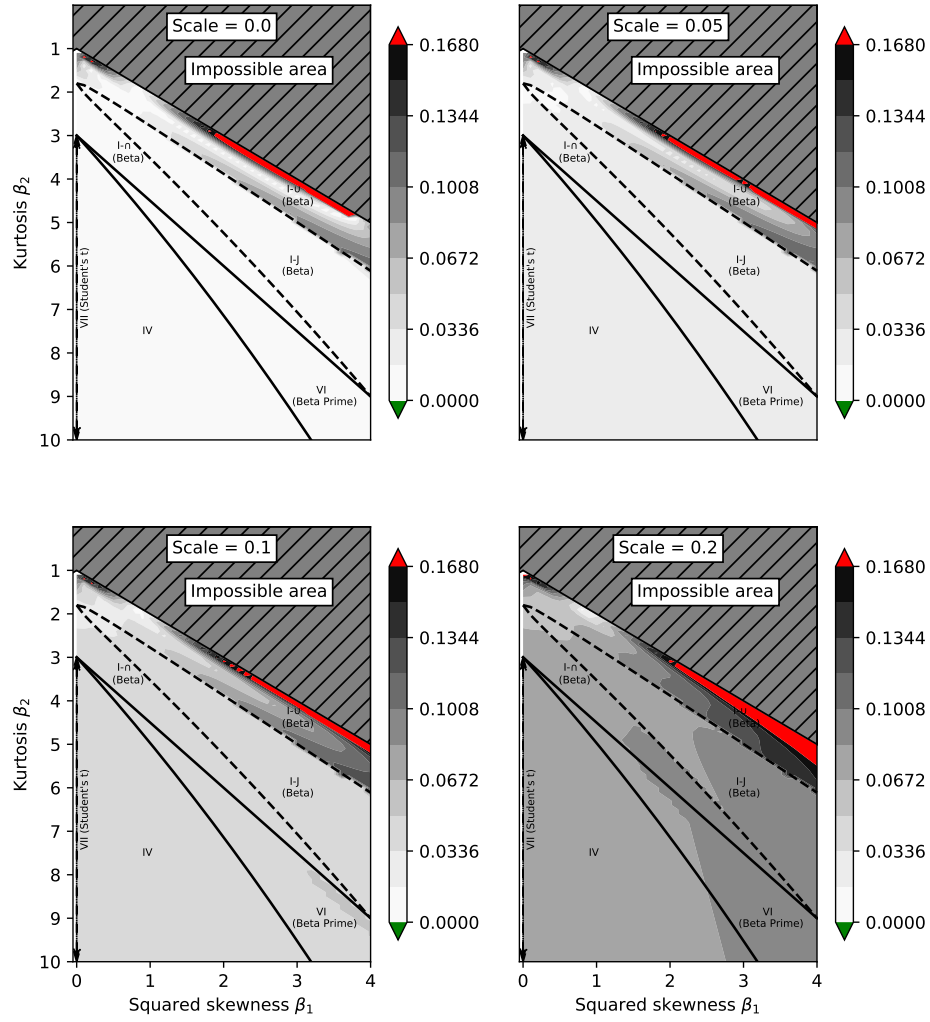 Scale = 0.0
Impossible area
1
2
3
4
5
6
7
8
9
10
Kurtosis β₂
I-∩
(Beta)
I-U
(Beta)
I-J
(Beta)
VII (Student's t)
IV
VI
(Beta Prime)
0.1680
0.1344
0.1008
0.0672
0.0336
0.0000
Scale = 0.05
Impossible area
I-∩
(Beta)
I-U
(Beta)
I-J
(Beta)
VII (Student's t)
IV
VI
(Beta Prime)
0.1680
0.1344
0.1008
0.0672
0.0336
0.0000
Scale = 0.1
Impossible area
1
2
3
4
5
6
7
8
9
10
Kurtosis β₂
I-∩
(Beta)
I-U
(Beta)
I-J
(Beta)
VII (Student's t)
IV
VI
(Beta Prime)
0 1 2 3 4
Squared skewness β₁
0.1680
0.1344
0.1008
0.0672
0.0336
0.0000
Scale = 0.2
Impossible area
I-∩
(Beta)
I-U
(Beta)
I-J
(Beta)
VII (Student's t)
IV
VI
(Beta Prime)
0 1 2 3 4
Squared skewness β₁
0.1680
0.1344
0.1008
0.0672
0.0336
0.0000